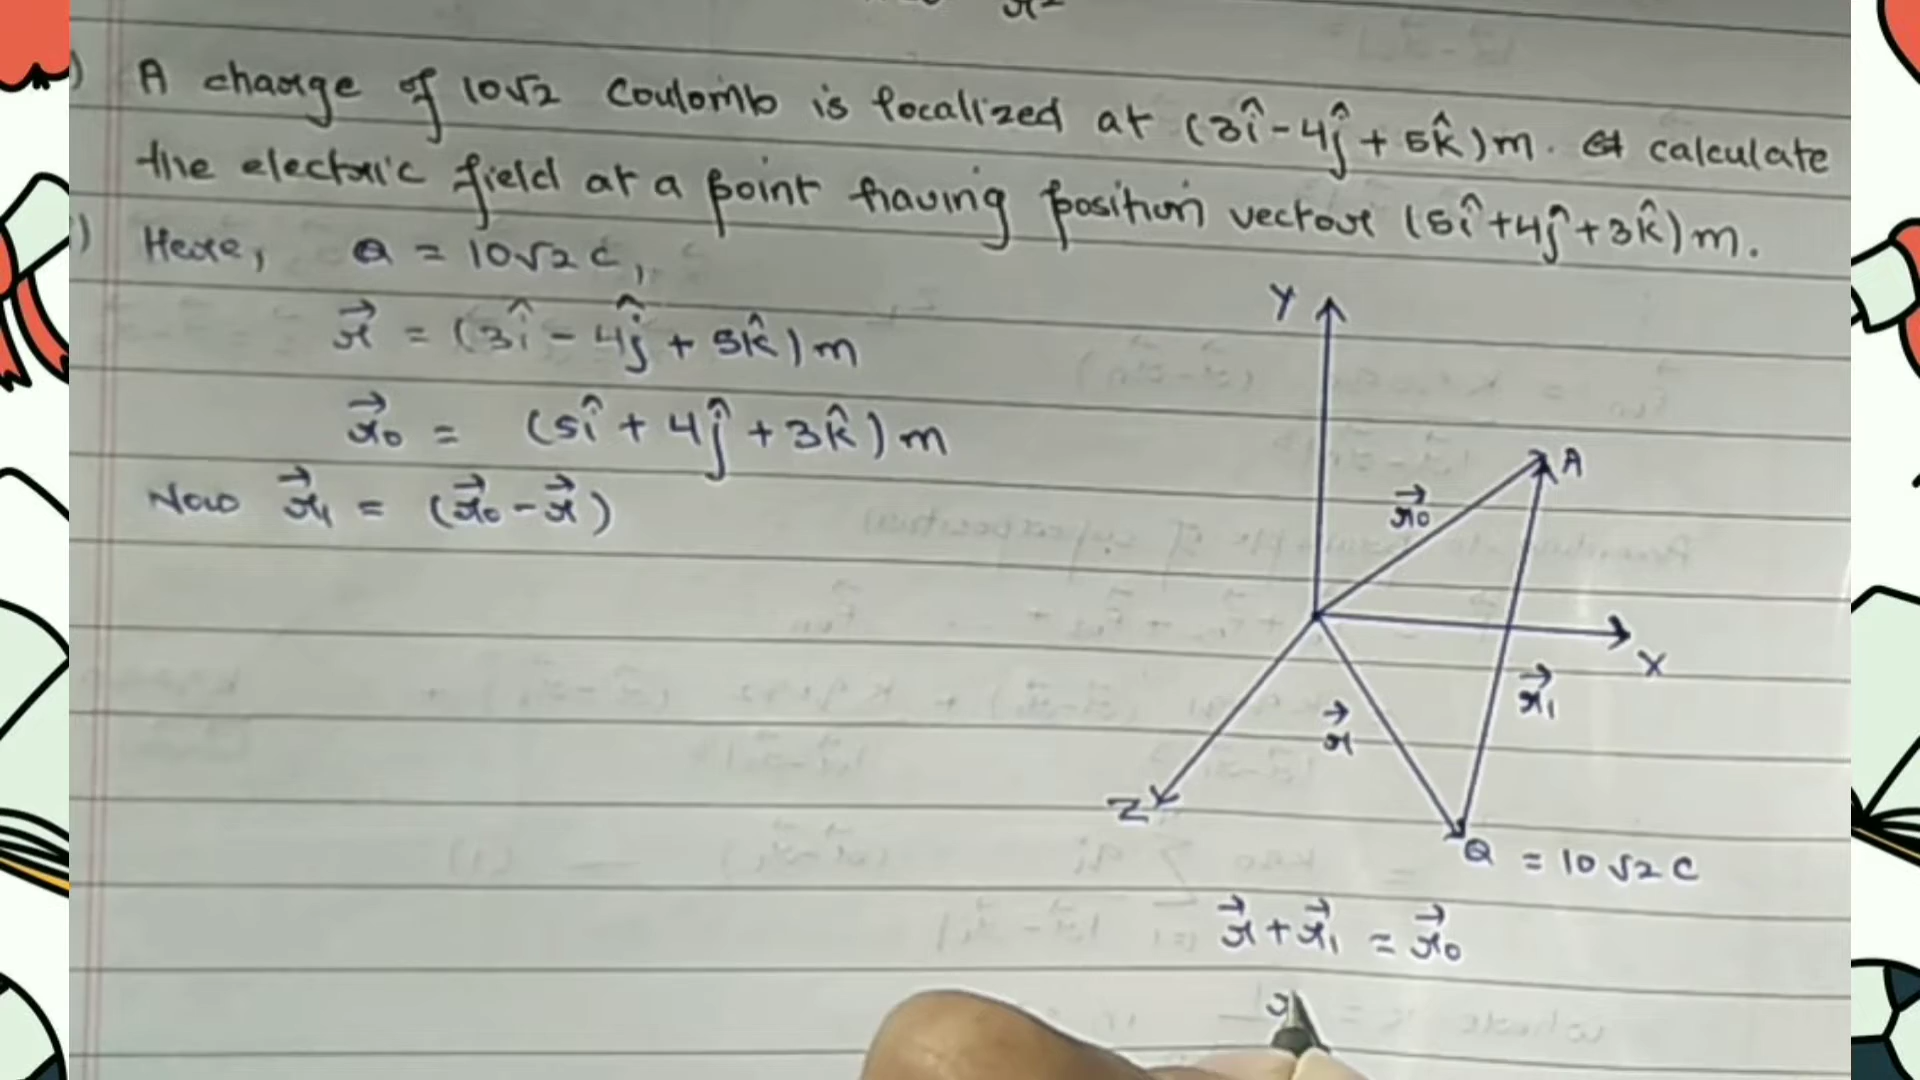 A charge of 10√2 Coulomb is localized at (3î - 4ĵ + 5k̂)m. calculate
the electric field at a point having position vector (5î + 4ĵ + 3k̂)m.
Here, Q = 10√2 C,
r⃗ = (3î - 4ĵ + 5k̂)m
r⃗₀ = (5î + 4ĵ + 3k̂)m
Now r⃗₁ = (r⃗₀ - r⃗)
Y
A
r⃗₀
X
r⃗₁
r⃗
Z
Q = 10√2 C
r⃗ + r⃗₁ = r⃗₀